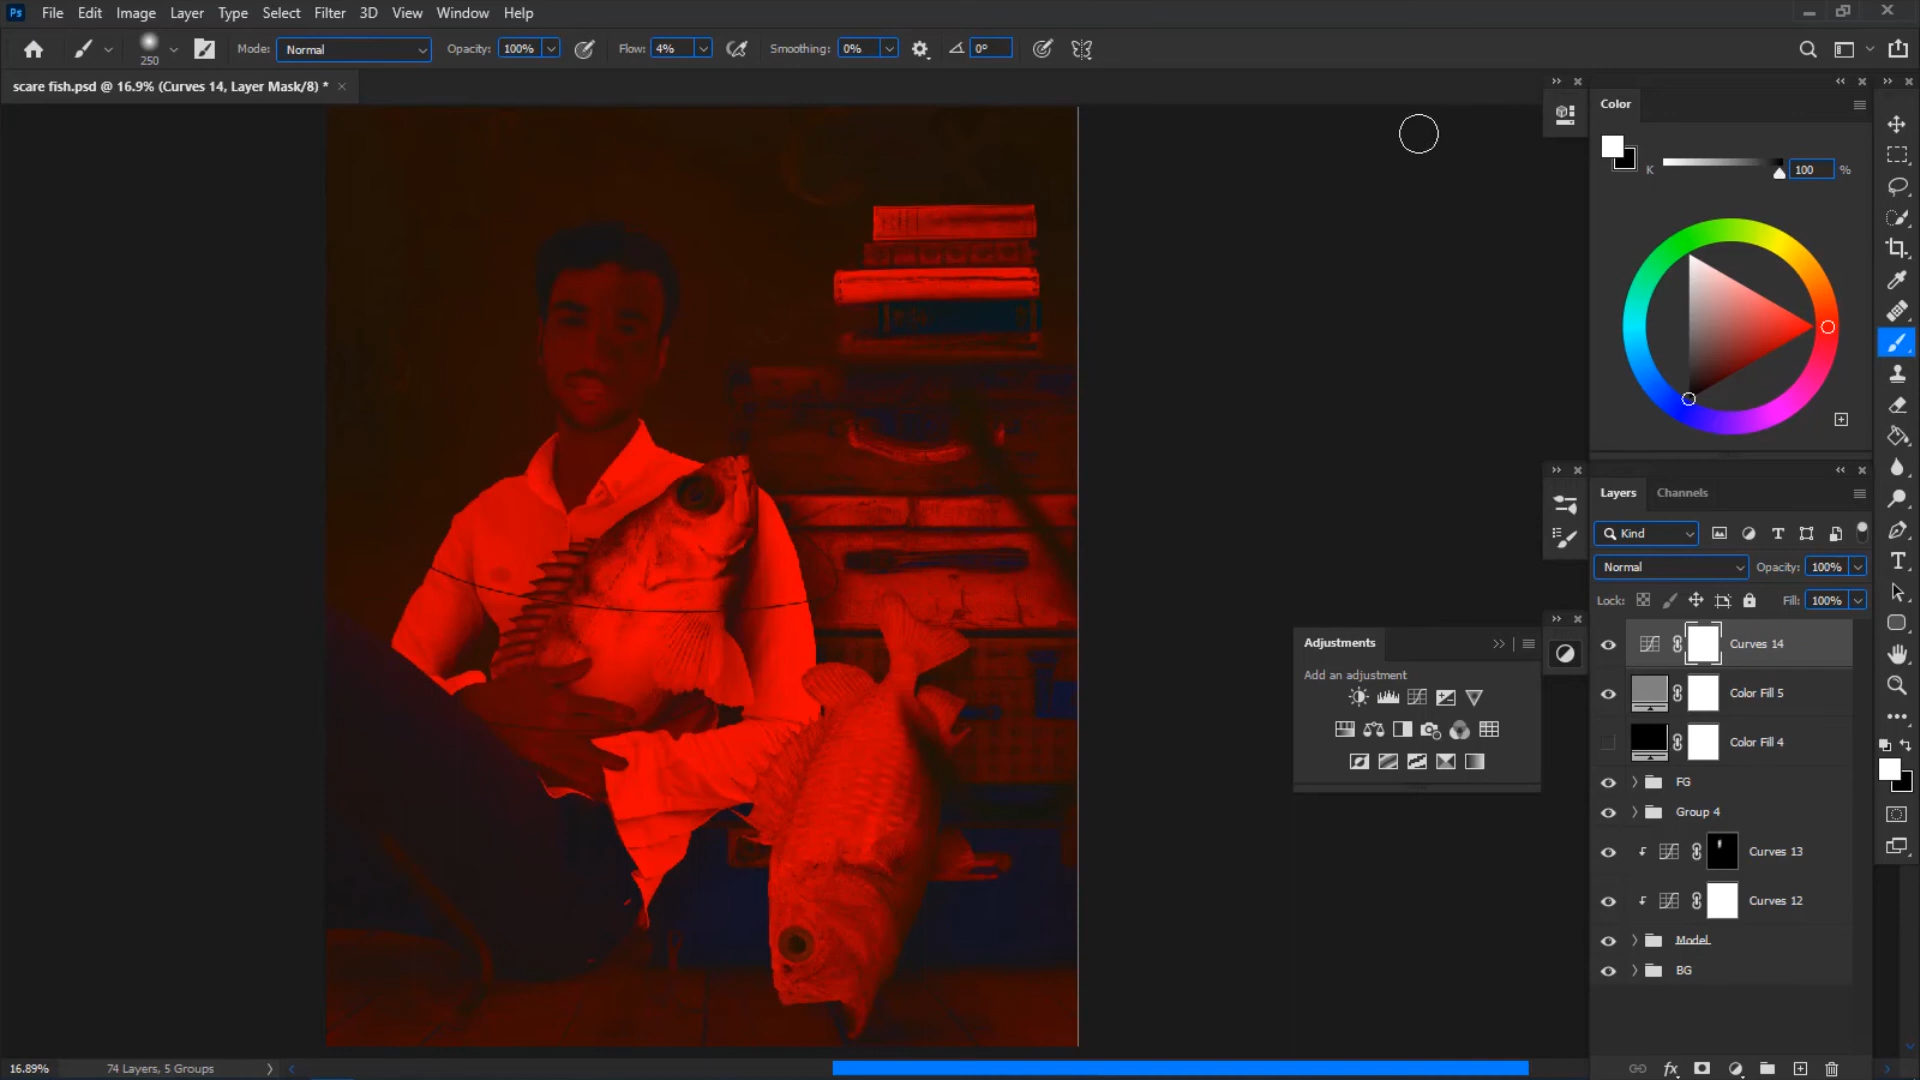 Ps File Edit Image Layer Type Select Filter 3D View Window Help
250 Mode: Normal Opacity: 100% Flow: 4% Smoothing: 0% 0°
scare fish.psd @ 16.9% (Curves 14, Layer Mask/8) *
Color
K 100 %
Layers Channels
Kind
Normal Opacity: 100%
Lock: Fill: 100%
Curves 14
Color Fill 5
Color Fill 4
FG
Group 4
Curves 13
Curves 12
Model
BG
Adjustments
Add an adjustment
16.89% 74 Layers, 5 Groups